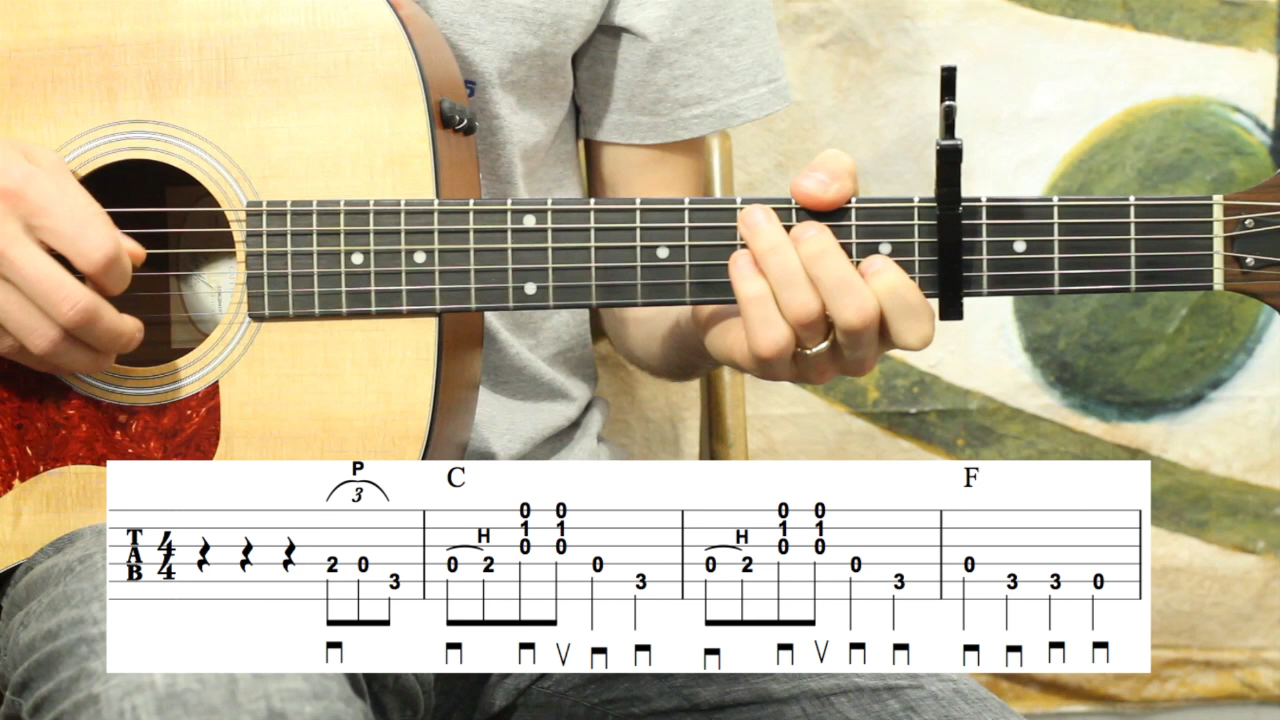 P
C F
3
0 0 0 0
T 4 H 1 1 H 1 1
A 0 0 0 0
B 4 2 0 0 2 0 0 2 0 0
3 3 3 3 3 0